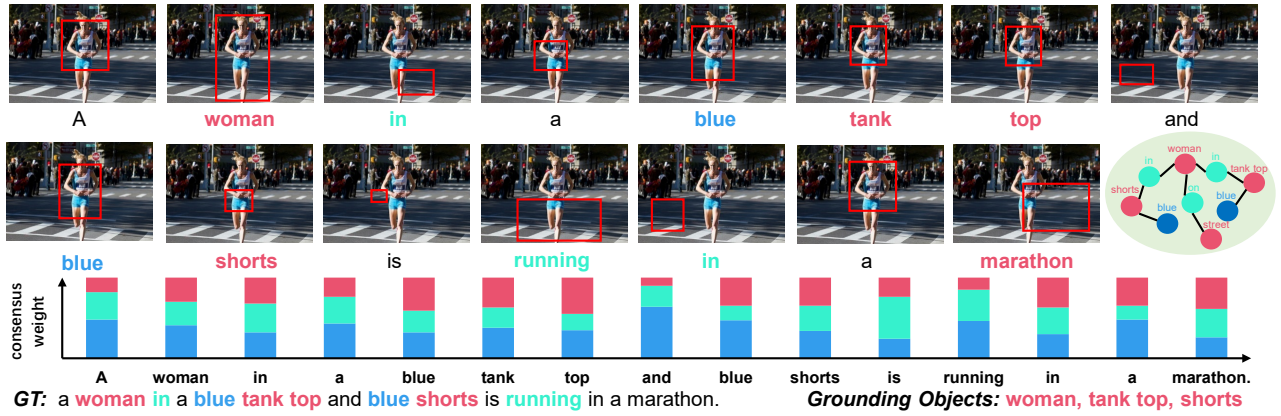 A woman in a blue tank top and
woman
in in
tank top
shorts on
blue blue
street
blue shorts is running in a marathon
consensus
weight
A woman in a blue tank top and blue shorts is running in a marathon.
GT: a woman in a blue tank top and blue shorts is running in a marathon. Grounding Objects: woman, tank top, shorts